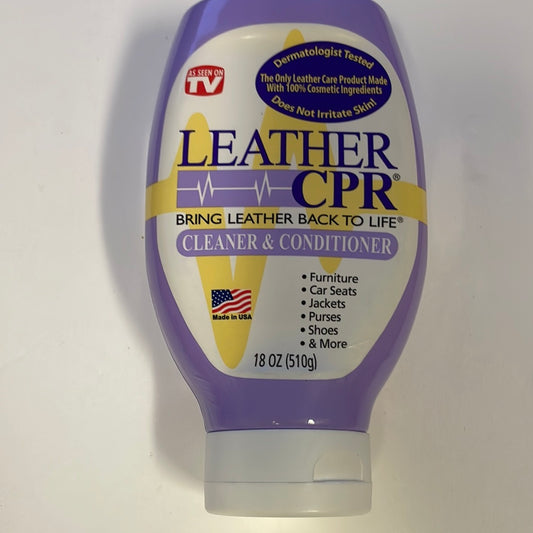 AS SEEN ON
TV
Dermatologist Tested
The Only Leather Care Product Made
With 100% Cosmetic Ingredients
Does Not Irritate Skin!
LEATHER
CPR®
BRING LEATHER BACK TO LIFE®
CLEANER & CONDITIONER
• Furniture
• Car Seats
• Jackets
• Purses
• Shoes
• & More
Made in USA
18 OZ (510g)